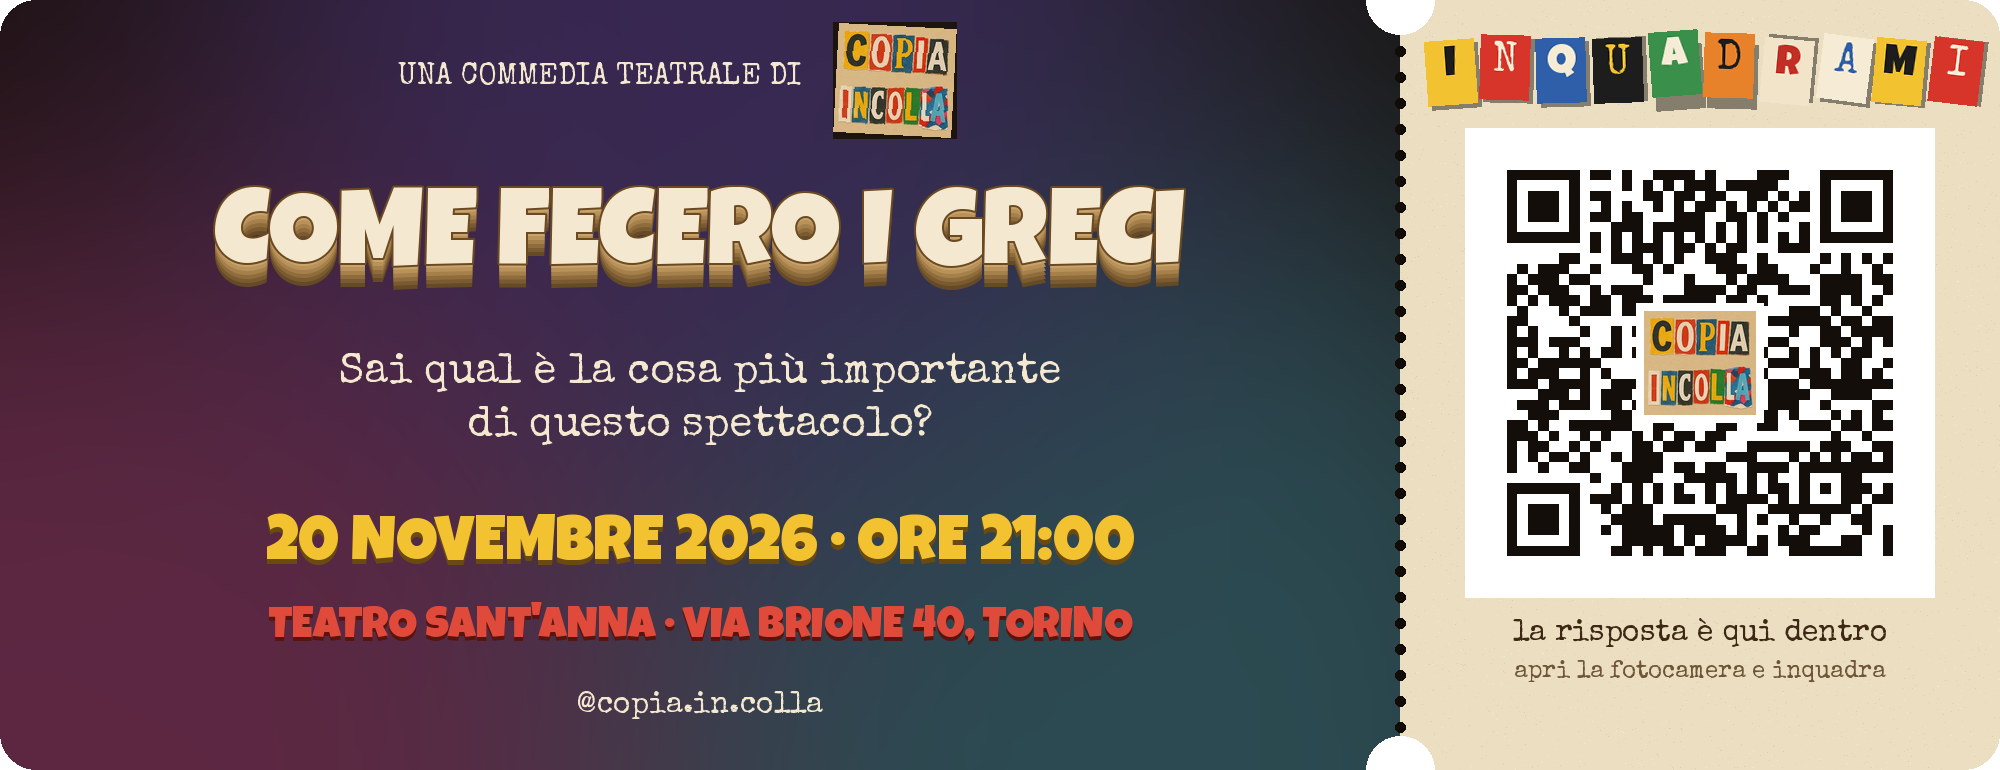 UNA COMMEDIA TEATRALE DI
COPIA
INCOLLA
COME FECERO I GRECI
Sai qual è la cosa più importante
di questo spettacolo?
20 NOVEMBRE 2026 • ORE 21:00
TEATRO SANT'ANNA • VIA BRIONE 40, TORINO
@copia.in.colla
INQUADRAMI
COPIA
INCOLLA
la risposta è qui dentro
apri la fotocamera e inquadra